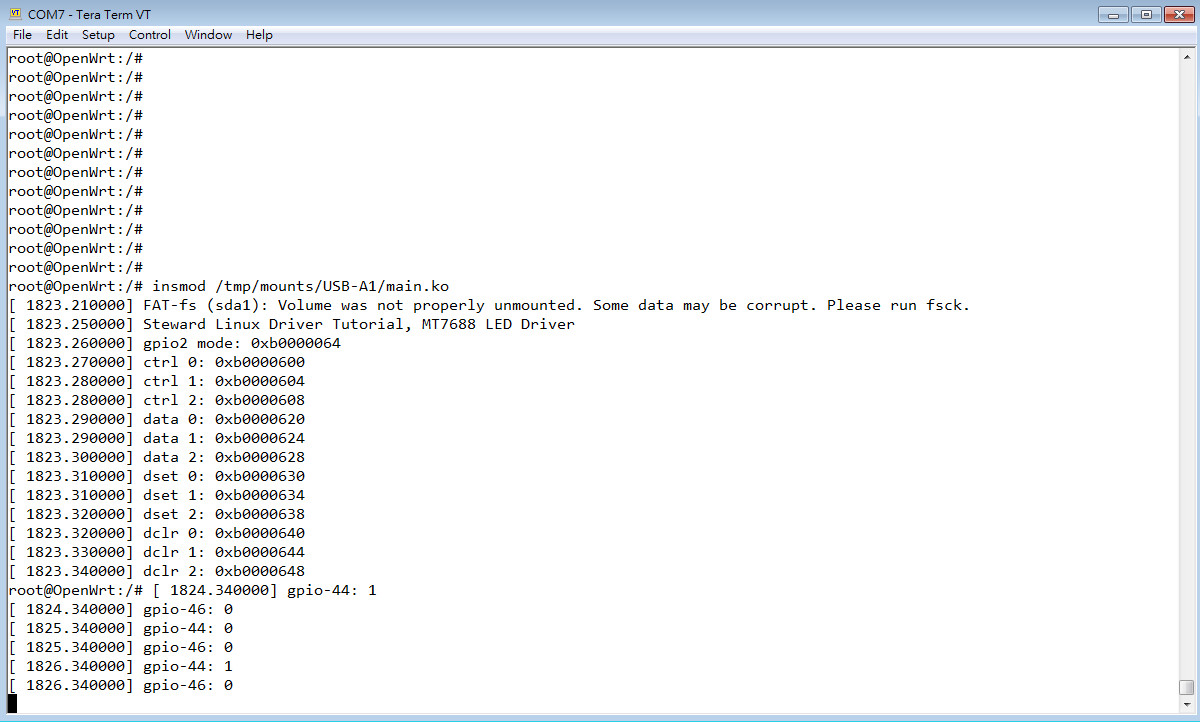 COM7 - Tera Term VT
File Edit Setup Control Window Help
root@OpenWrt:/#
root@OpenWrt:/#
root@OpenWrt:/#
root@OpenWrt:/#
root@OpenWrt:/#
root@OpenWrt:/#
root@OpenWrt:/#
root@OpenWrt:/#
root@OpenWrt:/#
root@OpenWrt:/#
root@OpenWrt:/#
root@OpenWrt:/#
root@OpenWrt:/# insmod /tmp/mounts/USB-A1/main.ko
[ 1823.210000] FAT-fs (sda1): Volume was not properly unmounted. Some data may be corrupt. Please run fsck.
[ 1823.250000] Steward Linux Driver Tutorial, MT7688 LED Driver
[ 1823.260000] gpio2 mode: 0xb0000064
[ 1823.270000] ctrl 0: 0xb0000600
[ 1823.280000] ctrl 1: 0xb0000604
[ 1823.280000] ctrl 2: 0xb0000608
[ 1823.290000] data 0: 0xb0000620
[ 1823.290000] data 1: 0xb0000624
[ 1823.300000] data 2: 0xb0000628
[ 1823.310000] dset 0: 0xb0000630
[ 1823.310000] dset 1: 0xb0000634
[ 1823.320000] dset 2: 0xb0000638
[ 1823.320000] dclr 0: 0xb0000640
[ 1823.330000] dclr 1: 0xb0000644
[ 1823.340000] dclr 2: 0xb0000648
root@OpenWrt:/# [ 1824.340000] gpio-44: 1
[ 1824.340000] gpio-46: 0
[ 1825.340000] gpio-44: 0
[ 1825.340000] gpio-46: 0
[ 1826.340000] gpio-44: 1
[ 1826.340000] gpio-46: 0